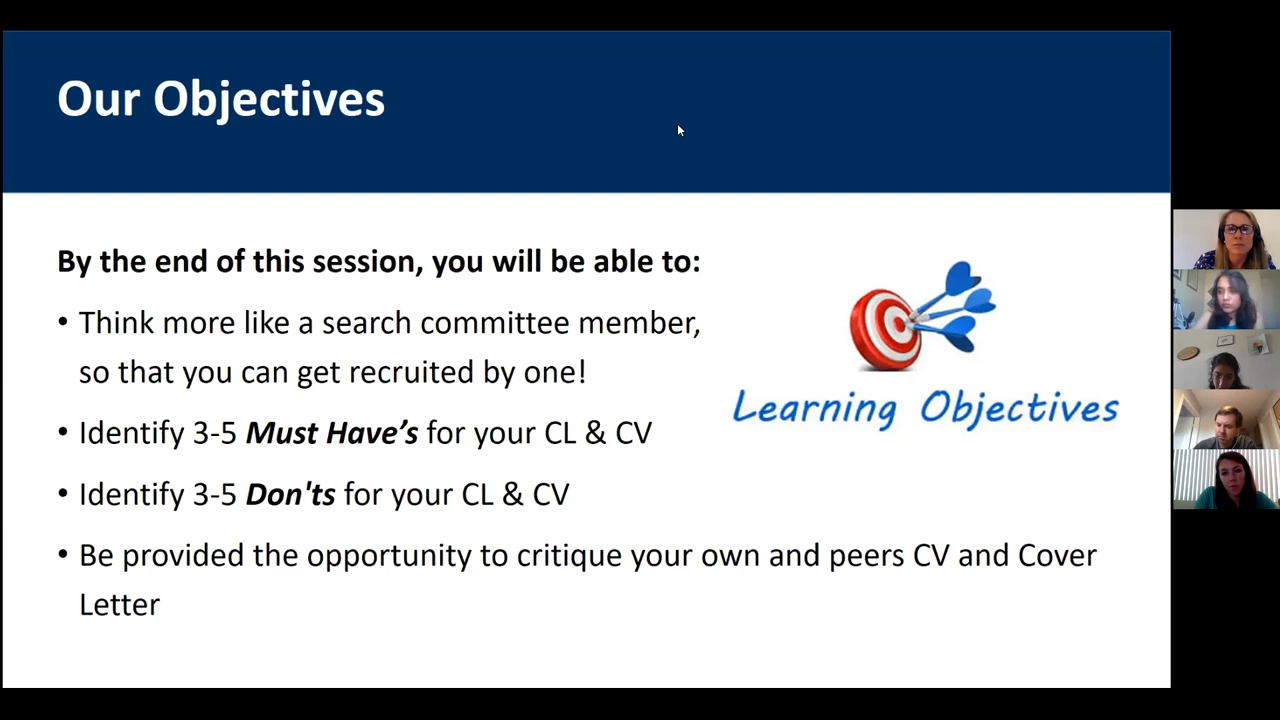 Our Objectives
By the end of this session, you will be able to:
• Think more like a search committee member,
so that you can get recruited by one!
• Identify 3-5 Must Have’s for your CL & CV
• Identify 3-5 Don'ts for your CL & CV
• Be provided the opportunity to critique your own and peers CV and Cover
Letter
Learning Objectives